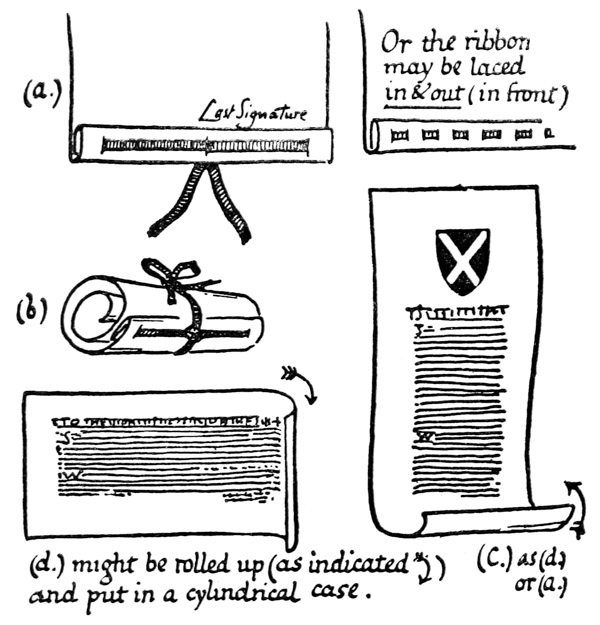 (a.)
Last Signature
Or the ribbon
may be laced
in & out (in front)
(b)
(d.) might be rolled up (as indicated )
and put in a cylindrical case.
(C.) as (d.)
or (a.)